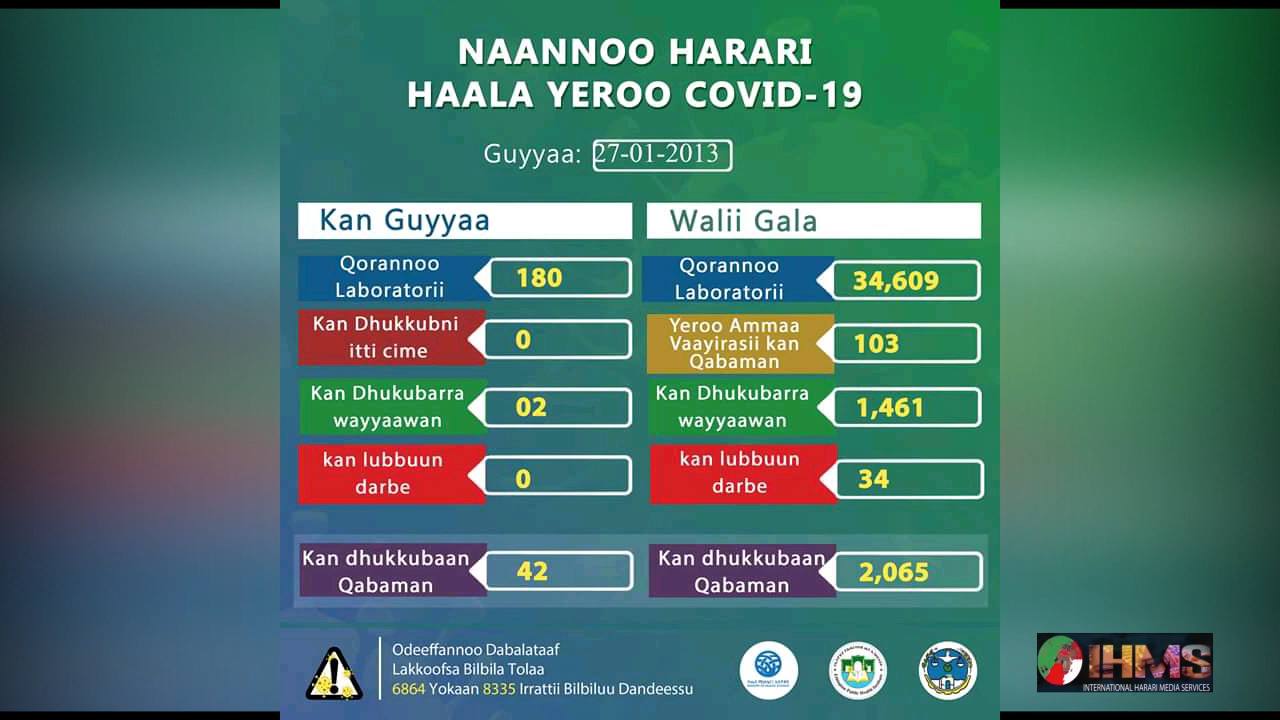 NAANNOO HARARI
HAALA YEROO COVID-19
Guyyaa: 27-01-2013
Kan Guyyaa
Qorannoo
Laboratorii
180
Kan Dhukkubni
itti cime
0
Kan Dhukubarra
wayyaawan
02
kan lubbuun
darbe
0
Kan dhukkubaan
Qabaman
42
Walii Gala
Qorannoo
Laboratorii
34,609
Yeroo Ammaa
Vaayirasii kan
Qabaman
103
Kan Dhukubarra
wayyaawan
1,461
kan lubbuun
darbe
34
Kan dhukkubaan
Qabaman
2,065
Odeeffannoo Dabalataaf
Lakkoofsa Bilbila Tolaa
6864 Yokaan 8335 Irrattii Bilbiluu Dandeessu
IHMS
INTERNATIONAL HARARI MEDIA SERVICES